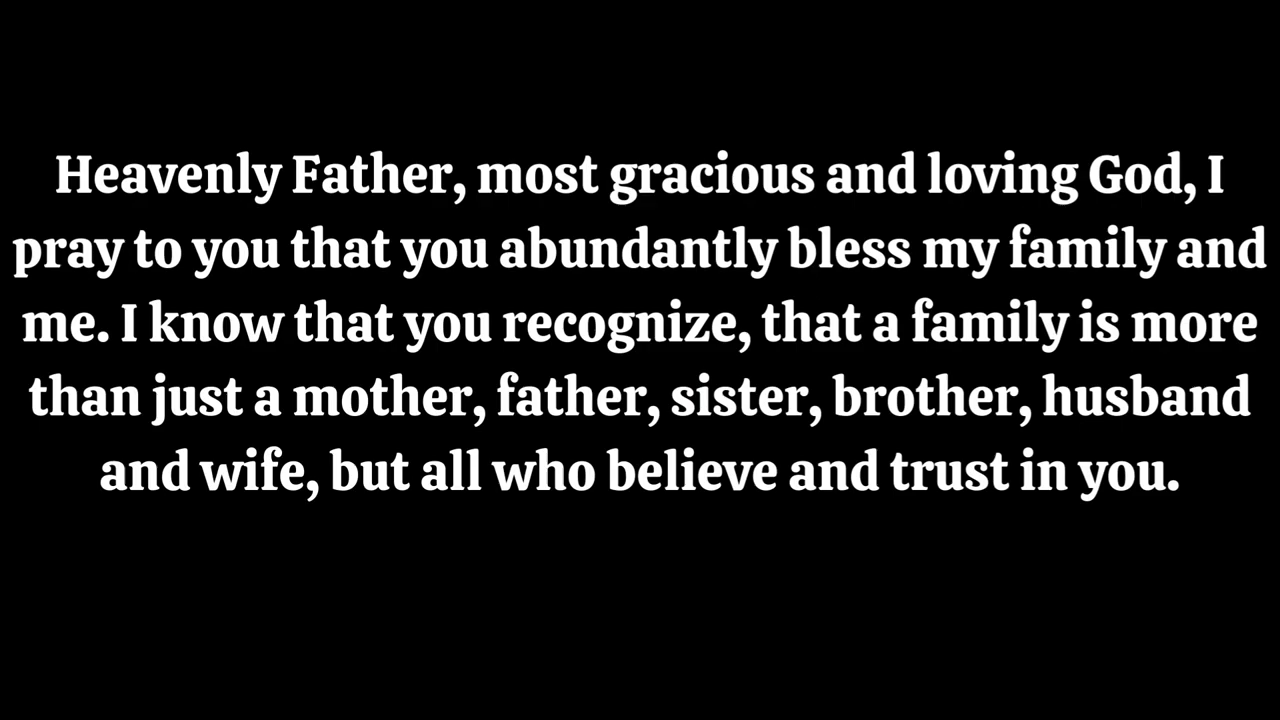 Heavenly Father, most gracious and loving God, I
pray to you that you abundantly bless my family and
me. I know that you recognize, that a family is more
than just a mother, father, sister, brother, husband
and wife, but all who believe and trust in you.